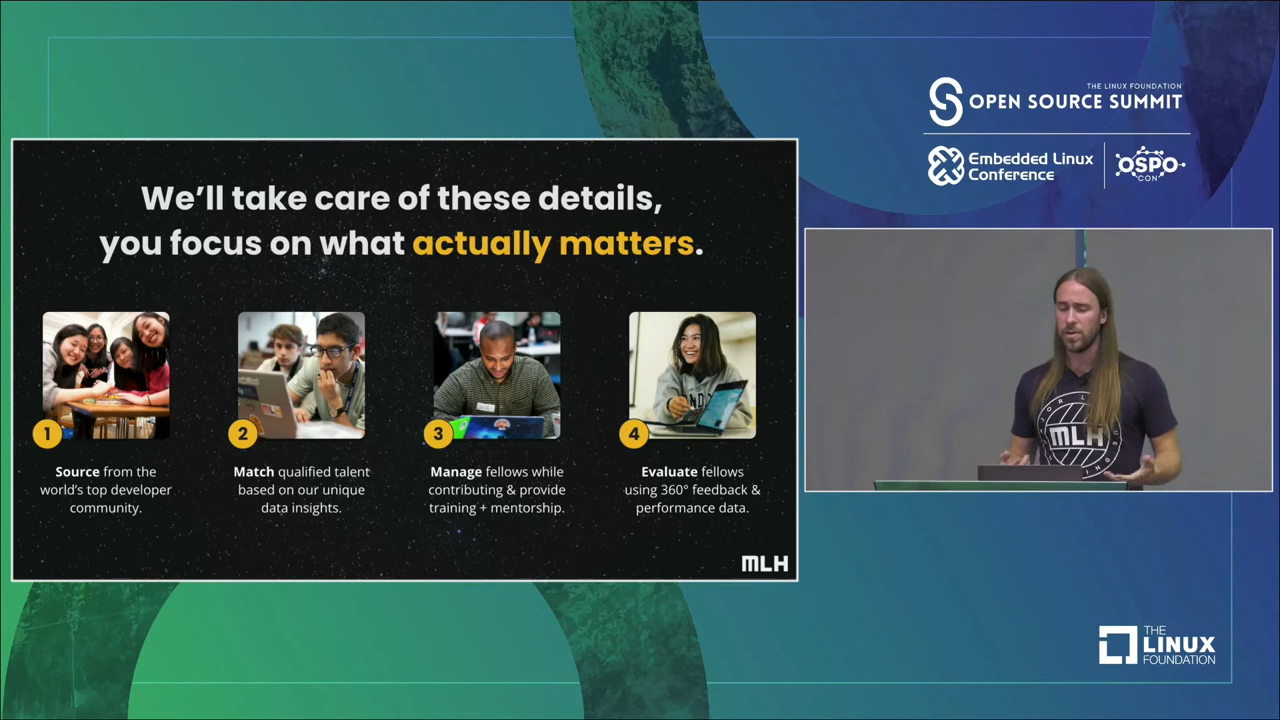 THE LINUX FOUNDATION
OPEN SOURCE SUMMIT
Embedded Linux
Conference
OSPO
CON
We’ll take care of these details,
you focus on what actually matters.
1
Source from the
world’s top developer
community.
2
Match qualified talent
based on our unique
data insights.
3
Manage fellows while
contributing & provide
training + mentorship.
4
Evaluate fellows
using 360° feedback &
performance data.
MLH
MLH
THE
LINUX
FOUNDATION